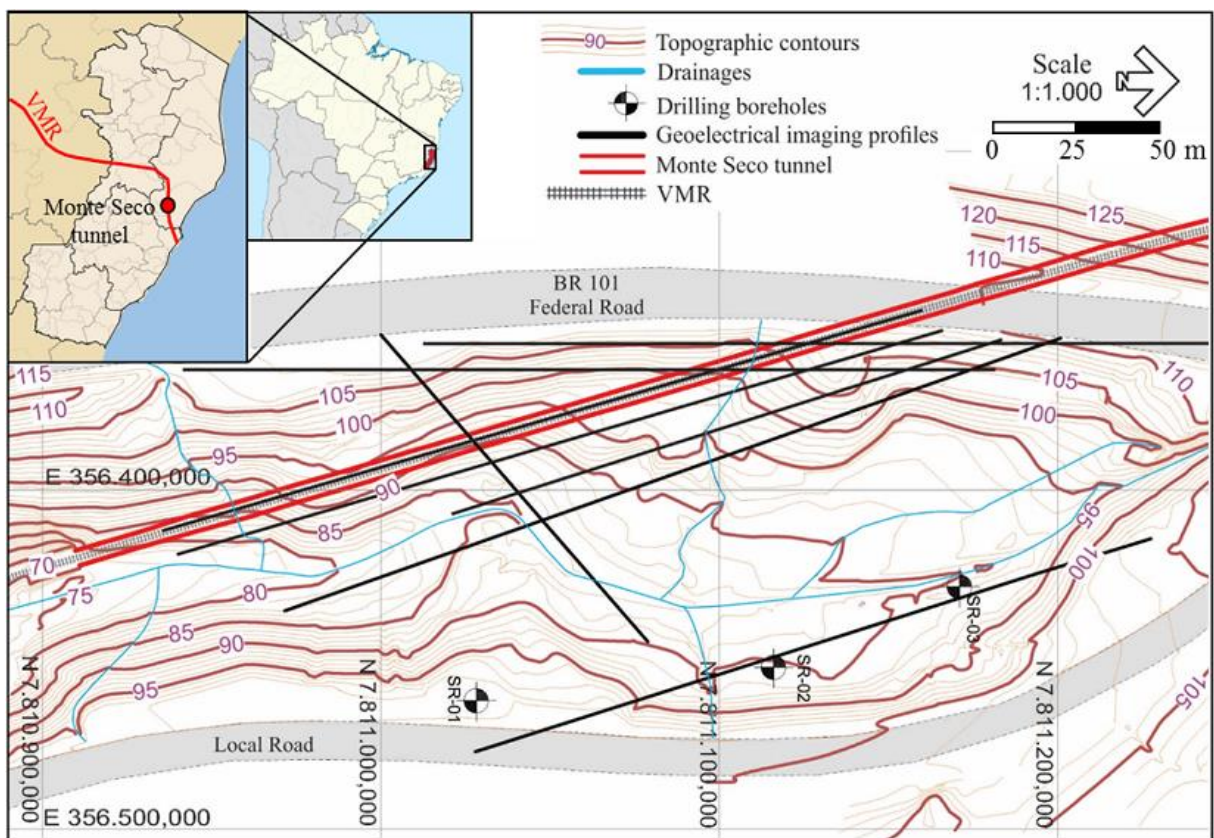 VMR
Monte Seco
tunnel
90
Topographic contours
Drainages
Drilling boreholes
Geoelectrical imaging profiles
Monte Seco tunnel
VMR
Scale
1:1.000
N
0 25 50 m
BR 101
Federal Road
120
125
115
110
115
110
105
100
95
90
85
80
105
100
110
E 356.400,000
70
75
85
90
95
95
100
105
SR-01
SR-02
SR-03
N 7.810.900,000
N 7.811.000,000
N 7.811.100,000
N 7.811.200,000
Local Road
E 356.500,000